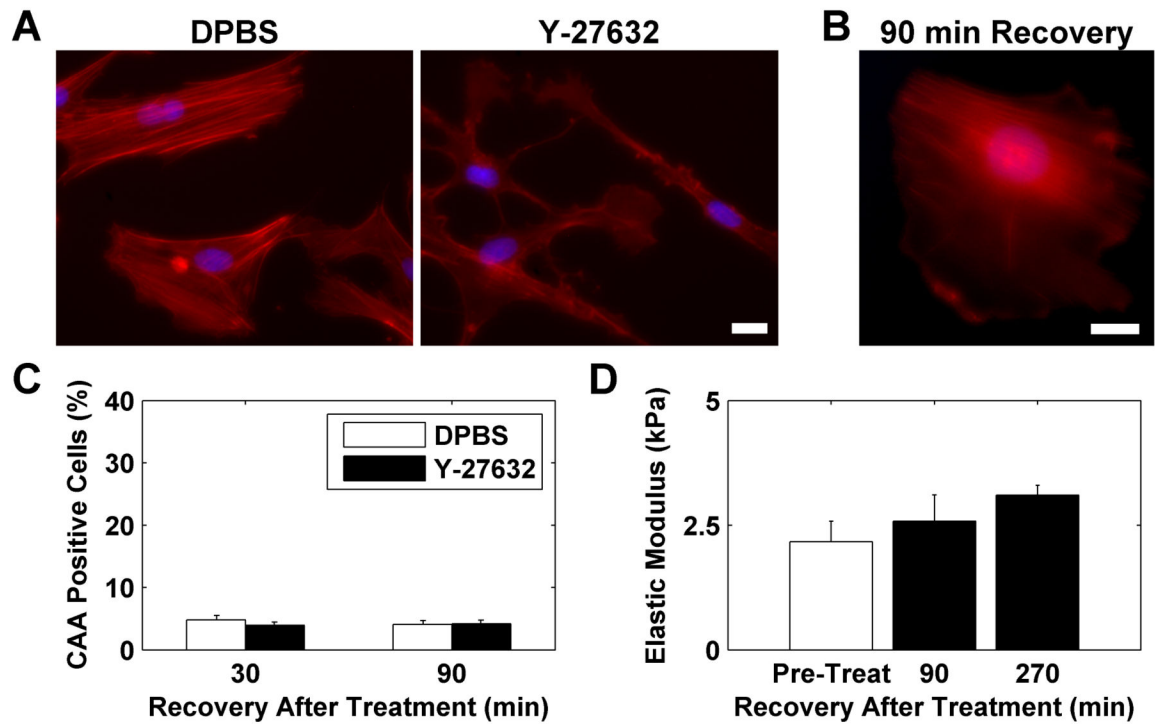 A
DPBS
Y-27632
B
90 min Recovery
C
CAA Positive Cells (%)
40
30
20
10
0
DPBS
Y-27632
30
90
Recovery After Treatment (min)
D
Elastic Modulus (kPa)
5
2.5
0
Pre-Treat
90
270
Recovery After Treatment (min)